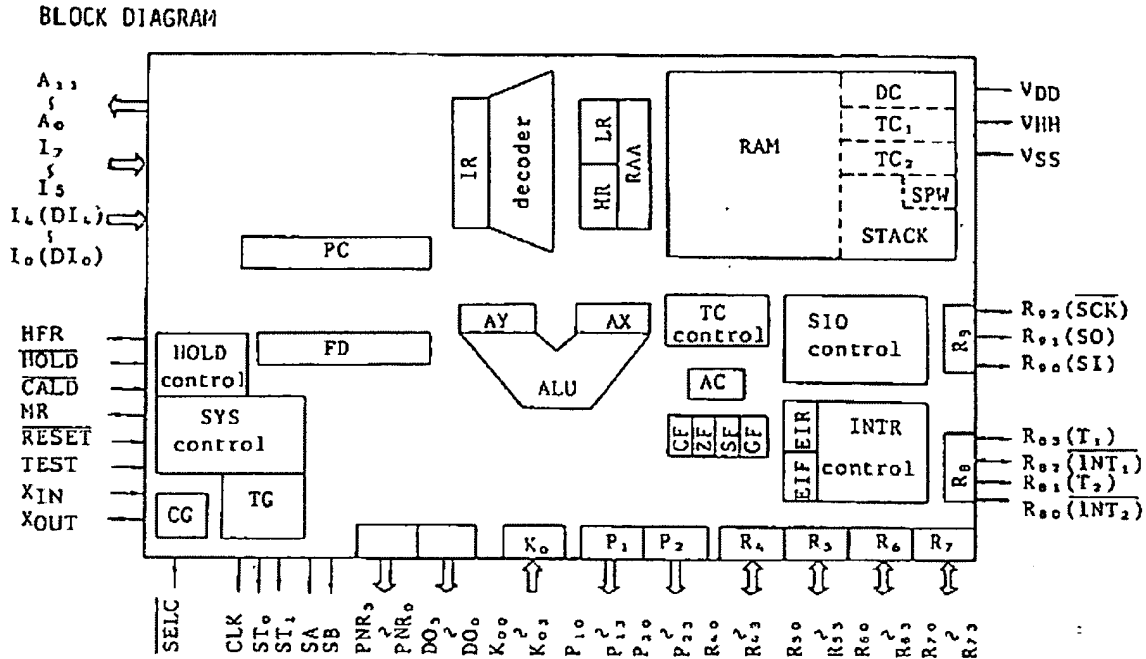 BLOCK DIAGRAM
A₁₁
≀
A₀
I₇
≀
I₅
I₄(DI₄)
≀
I₀(DI₀)
HFR
HOLD
CALD
MR
RESET
TEST
XIN
XOUT
IR
decoder
LR
HR
RAA
RAM
DC
TC₁
TC₂
SPW
STACK
VDD
VHH
VSS
PC
FD
HOLD
control
SYS
control
TG
CG
AY
AX
ALU
TC
control
AC
CF
ZF
SF
GF
SIO
control
EIR
EIF
INTR
control
R₉
R₉₂(SCK)
R₉₁(SO)
R₉₀(SI)
R₈
R₈₃(T₁)
R₈₂(INT₁)
R₈₁(T₂)
R₈₀(INT₂)
K₀
P₁
P₂
R₄
R₅
R₆
R₇
SELC
CLK
ST₀
ST₁
SA
SB
PNR₃
≀
PNR₀
DO₃
≀
DO₀
K₀₀
≀
K₀₃
P₁₀
≀
P₁₃
P₂₀
≀
P₂₃
R₄₀
≀
R₄₃
R₅₀
≀
R₅₃
R₆₀
≀
R₆₃
R₇₀
≀
R₇₃